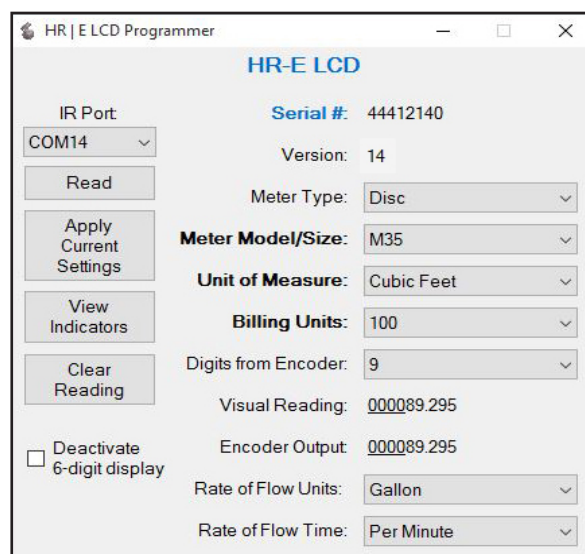 HR | E LCD Programmer
HR-E LCD
IR Port:
COM14
Read
Apply
Current
Settings
View
Indicators
Clear
Reading
Deactivate
6-digit display
Serial #: 44412140
Version: 14
Meter Type: Disc
Meter Model/Size: M35
Unit of Measure: Cubic Feet
Billing Units: 100
Digits from Encoder: 9
Visual Reading: 000089.295
Encoder Output: 000089.295
Rate of Flow Units: Gallon
Rate of Flow Time: Per Minute